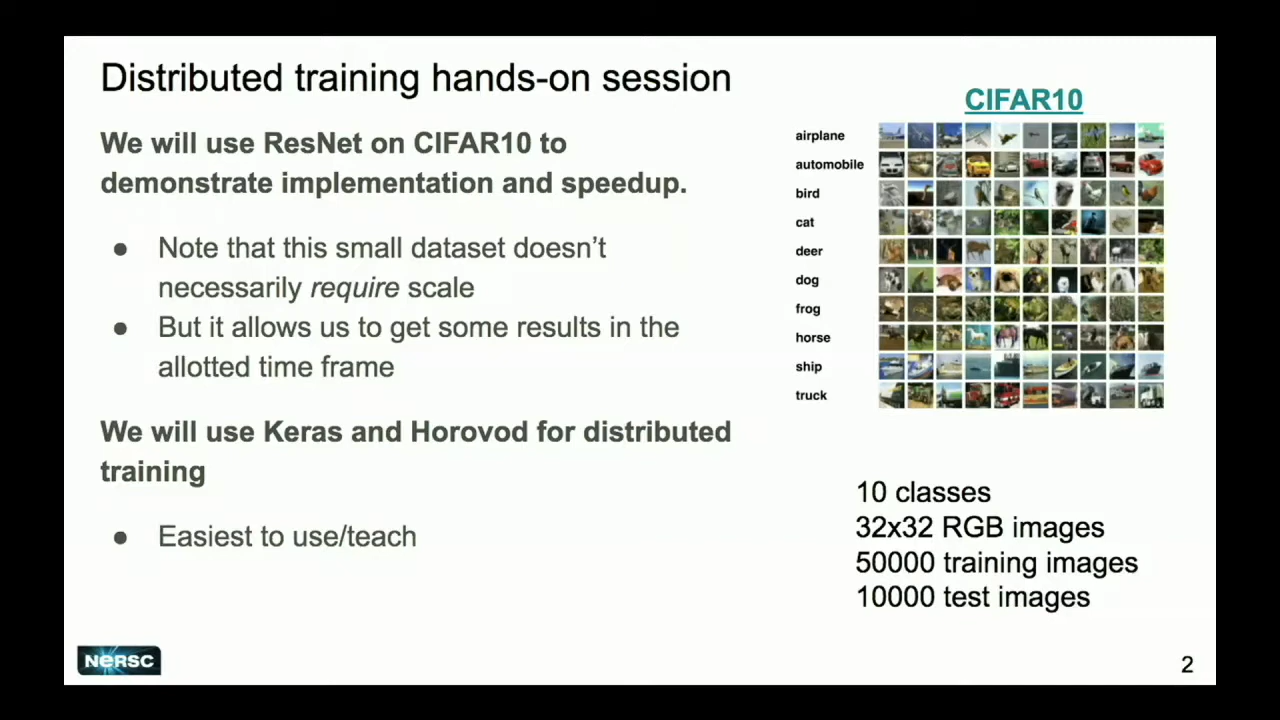 Distributed training hands-on session
We will use ResNet on CIFAR10 to
demonstrate implementation and speedup.
● Note that this small dataset doesn’t
necessarily require scale
● But it allows us to get some results in the
allotted time frame
We will use Keras and Horovod for distributed
training
● Easiest to use/teach
CIFAR10
airplane
automobile
bird
cat
deer
dog
frog
horse
ship
truck
10 classes
32x32 RGB images
50000 training images
10000 test images
NERSC
2